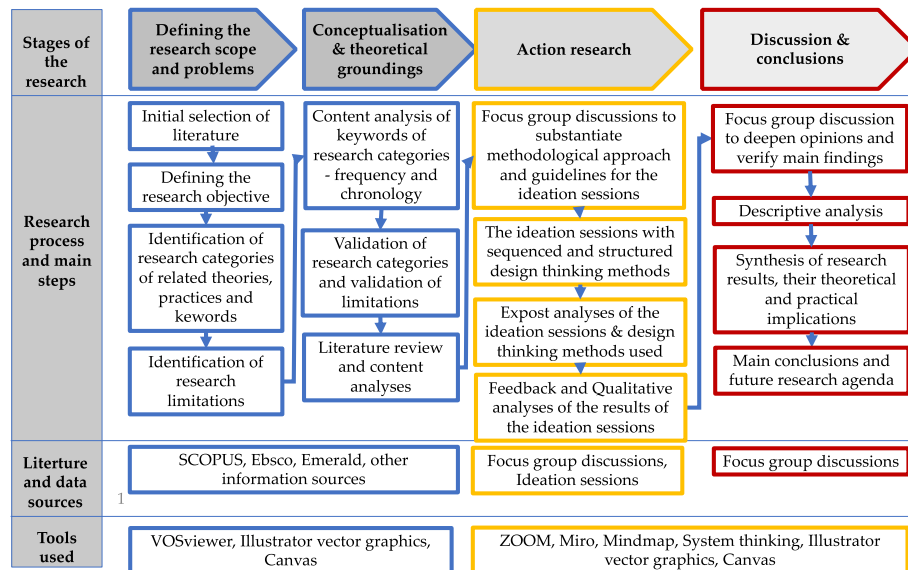 Stages of
the
research
Defining the
research scope
and problems
Conceptualisation
& theoretical
groundings
Action research
Discussion &
conclusions
Research
process
and main
steps
Initial selection of
literature
Defining the
research objective
Identification of
research categories
of related theories,
practices and
kewords
Identification of
research
limitations
Content analysis of
keywords of
research categories
- frequency and
chronology
Validation of
research categories
and validation of
limitations
Literature review
and content
analyses
Focus group discussions to
substantiate
methodological approach
and guidelines for the
ideation sessions
The ideation sessions with
sequenced and structured
design thinking methods
Expost analyses of the
ideation sessions & design
thinking methods used
Feedback and Qualitative
analyses of the results of
the ideation sessions
Focus group discussion
to deepen opinions and
verify main findings
Descriptive analysis
Synthesis of research
results, their theoretical
and practical
implications
Main conclusions and
future research agenda
Literture
and data
sources
1
SCOPUS, Ebsco, Emerald, other
information sources
Focus group discussions,
Ideation sessions
Focus group discussions
Tools
used
VOSviewer, Illustrator vector graphics,
Canvas
ZOOM, Miro, Mindmap, System thinking, Illustrator
vector graphics, Canvas